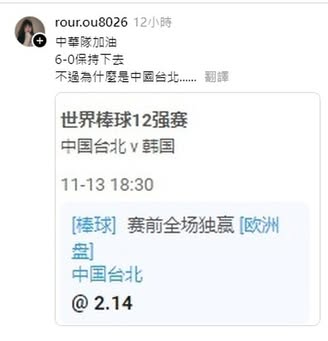 rour.ou8026 12小時
中華隊加油
6-0保持下去
不過為什麼是中國台北...... 翻譯
世界棒球12强赛
中国台北 v 韩国
11-13 18:30
[棒球] 赛前全场独赢 [欧洲
盘]
中国台北
@ 2.14